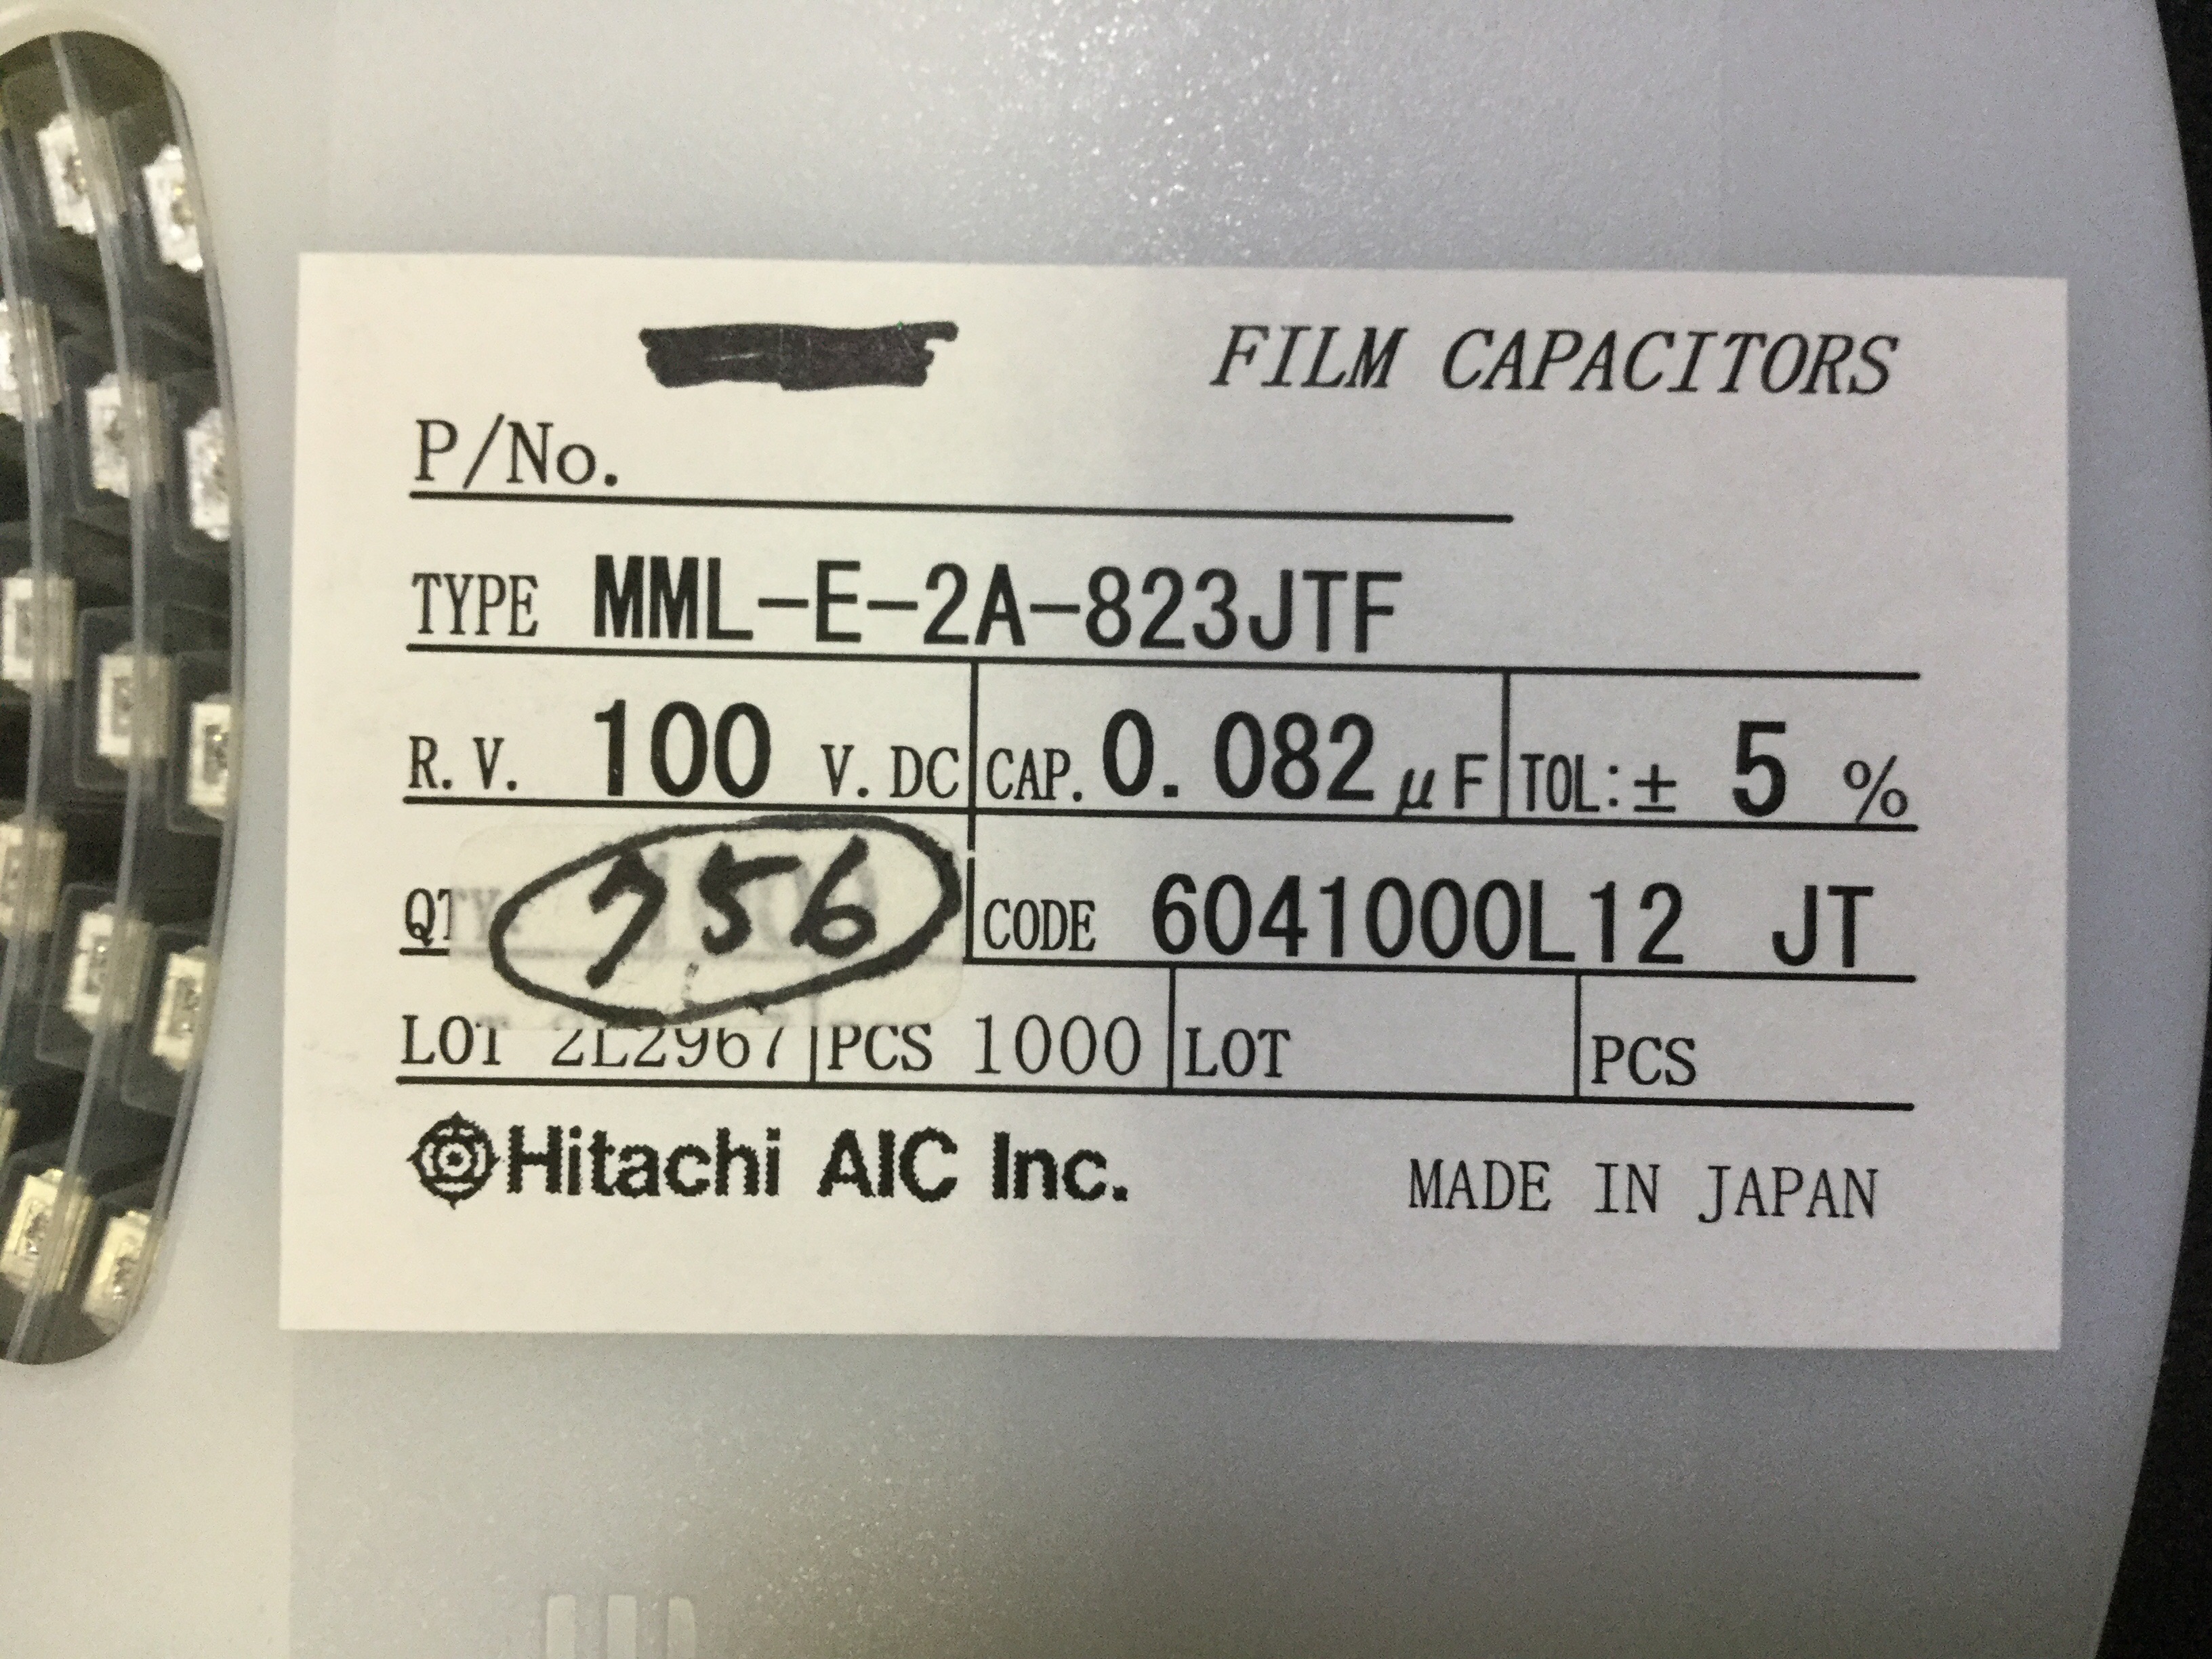 FILM CAPACITORS
P/No.
TYPE MML-E-2A-823JTF
R.V. 100 V.DC CAP. 0.082 μF TOL:± 5 %
QTY 756 CODE 6041000L12 JT
LOT 2L2967 PCS 1000 LOT PCS
Hitachi AIC Inc. MADE IN JAPAN